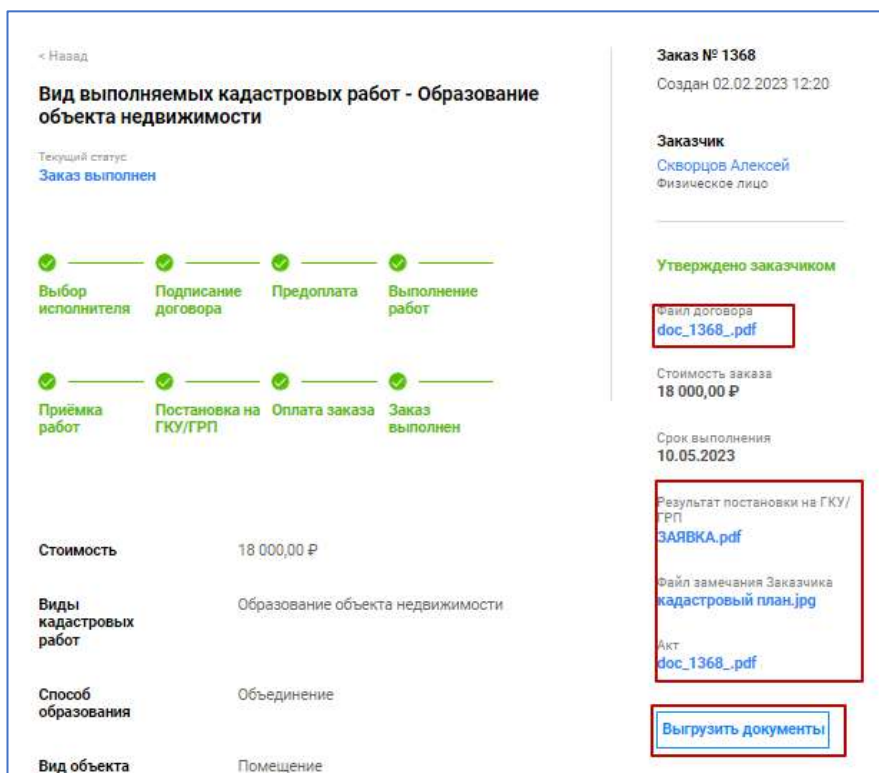 < Назад
Вид выполняемых кадастровых работ - Образование
объекта недвижимости
Текущий статус
Заказ выполнен
Выбор
исполнителя
Подписание
договора
Предоплата
Выполнение
работ
Приёмка
работ
Постановка на
ГКУ/ГРП
Оплата заказа
Заказ
выполнен
Стоимость
18 000,00 ₽
Виды
кадастровых
работ
Образование объекта недвижимости
Способ
образования
Объединение
Вид объекта
Помещение
Заказ № 1368
Создан 02.02.2023 12:20
Заказчик
Скворцов Алексей
Физическое лицо
Утверждено заказчиком
Файл договора
doc_1368_.pdf
Стоимость заказа
18 000,00 ₽
Срок выполнения
10.05.2023
Результат постановки на ГКУ/
ГРП
ЗАЯВКА.pdf
Файл замечания Заказчика
кадастровый план.jpg
Акт
doc_1368_.pdf
Выгрузить документы